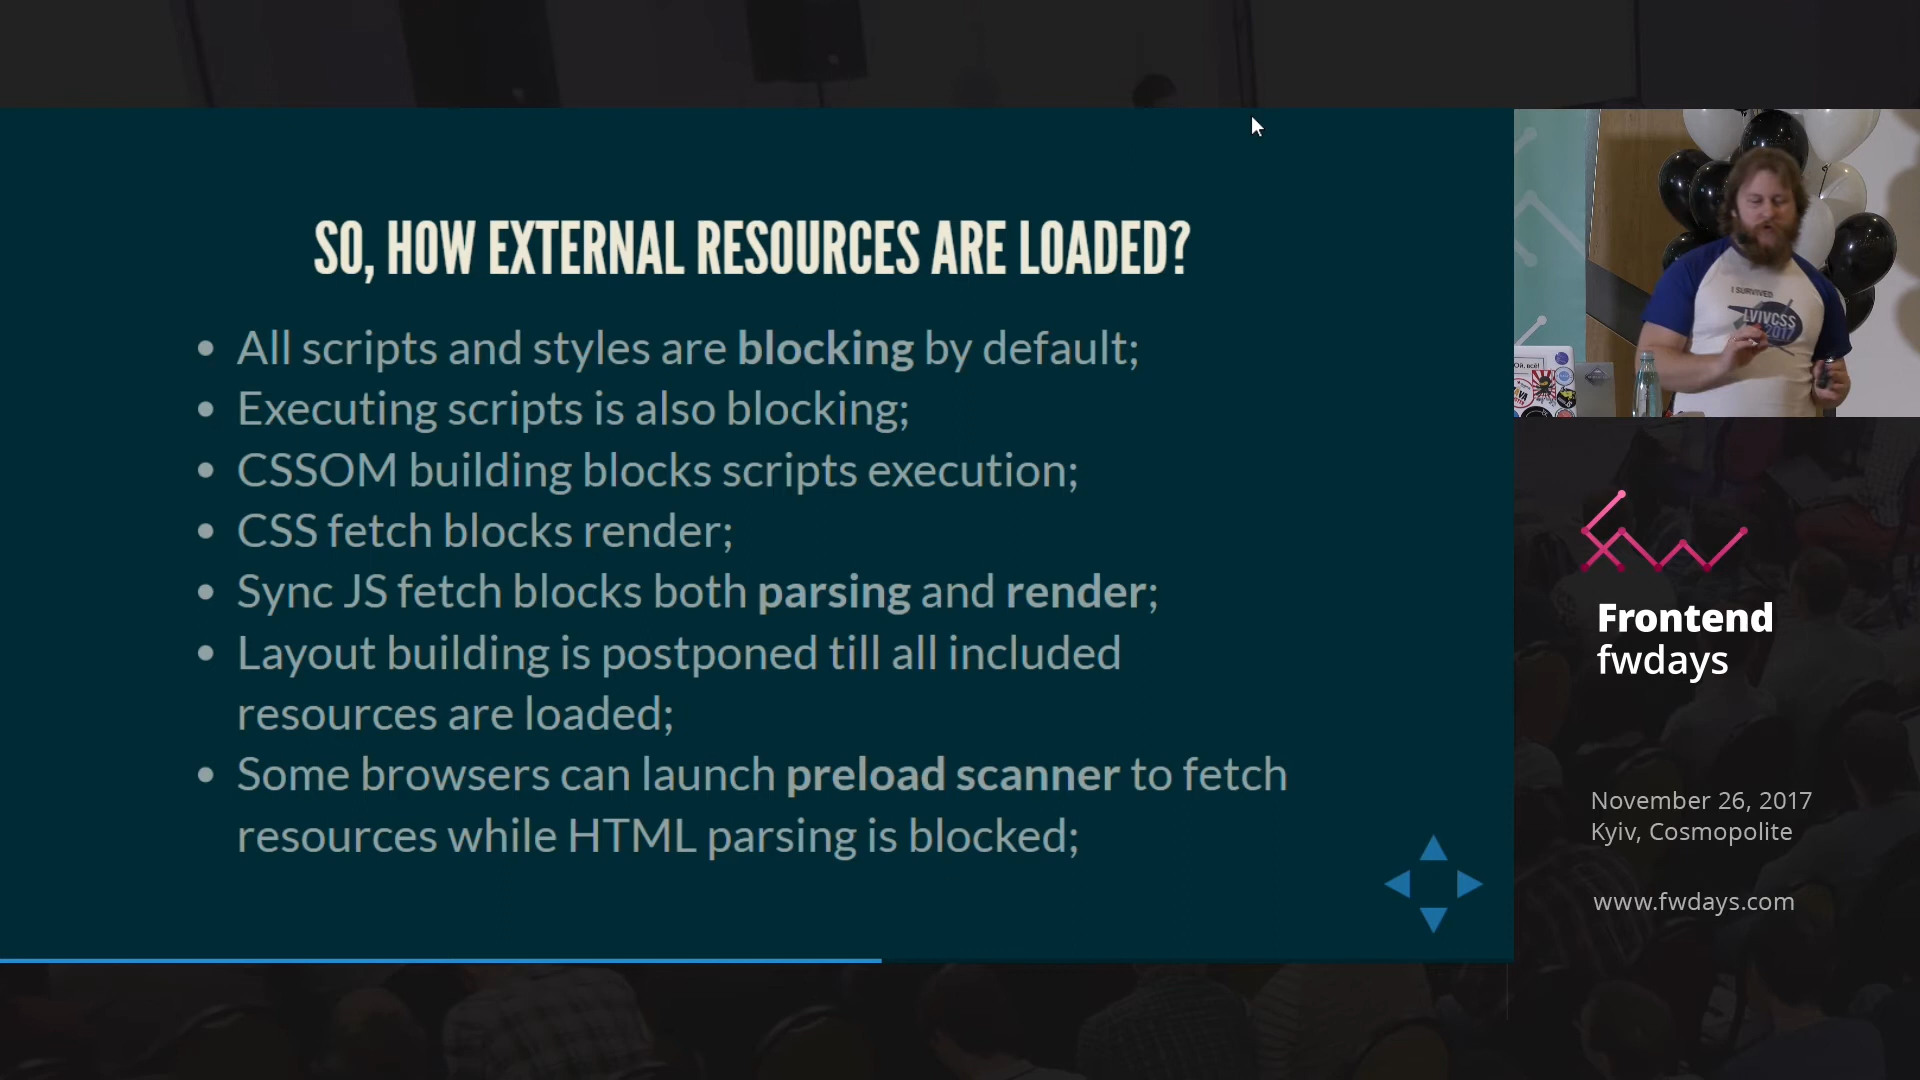 SO, HOW EXTERNAL RESOURCES ARE LOADED?
All scripts and styles are blocking by default;
Executing scripts is also blocking;
CSSOM building blocks scripts execution;
CSS fetch blocks render;
Sync JS fetch blocks both parsing and render;
Layout building is postponed till all included
resources are loaded;
Some browsers can launch preload scanner to fetch
resources while HTML parsing is blocked;
I SURVIVED
LVIVCSS
2017
Frontend
fwdays
November 26, 2017
Kyiv, Cosmopolite
www.fwdays.com